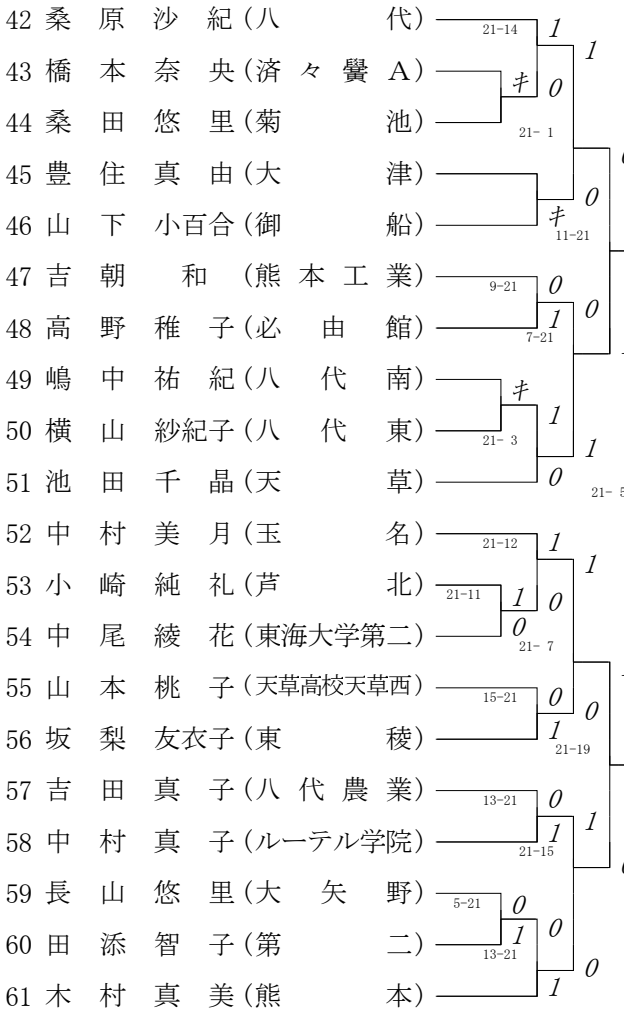 42 桑原沙紀(八代) 21-14 1 1
43 橋本奈央(済々黌A) キ 0
44 桑田悠里(菊池) 21- 1
45 豊住真由(大津) 0
46 山下小百合(御船) キ 11-21
47 吉朝和(熊本工業) 9-21 0 0
48 高野稚子(必由館) 1 7-21
49 嶋中祐紀(八代南) キ 1
50 横山紗紀子(八代東) 21- 3 1
51 池田千晶(天草) 0 21- 5
52 中村美月(玉名) 21-12 1 1
53 小崎純礼(芦北) 21-11 1 0
54 中尾綾花(東海大学第二) 0 21- 7
55 山本桃子(天草高校天草西) 15-21 0 0
56 坂梨友衣子(東稜) 1 21-19
57 吉田真子(八代農業) 13-21 0 1
58 中村真子(ルーテル学院) 1 21-15
59 長山悠里(大矢野) 5-21 0 0
60 田添智子(第二) 1 13-21 0
61 木村真美(熊本) 1